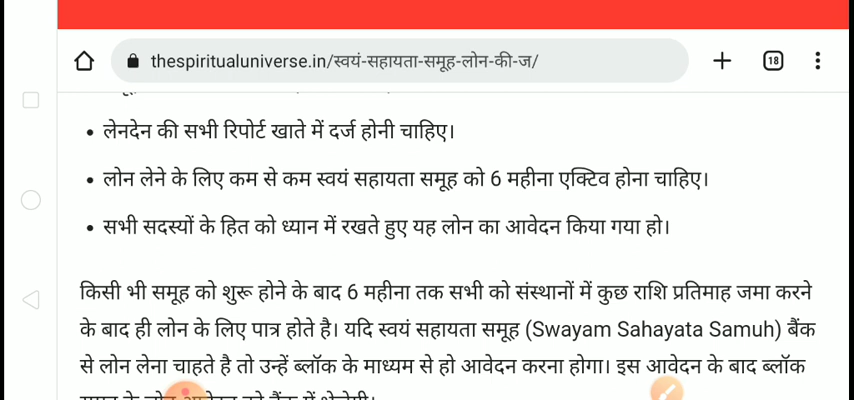 thespiritualuniverse.in/स्वयं-सहायता-समूह-लोन-की-ज/
18
• लेनदेन की सभी रिपोर्ट खाते में दर्ज होनी चाहिए।
• लोन लेने के लिए कम से कम स्वयं सहायता समूह को 6 महीना एक्टिव होना चाहिए।
• सभी सदस्यों के हित को ध्यान में रखते हुए यह लोन का आवेदन किया गया हो।
किसी भी समूह को शुरू होने के बाद 6 महीना तक सभी को संस्थानों में कुछ राशि प्रतिमाह जमा करने
के बाद ही लोन के लिए पात्र होते है। यदि स्वयं सहायता समूह (Swayam Sahayata Samuh) बैंक
से लोन लेना चाहते है तो उन्हें ब्लॉक के माध्यम से हो आवेदन करना होगा। इस आवेदन के बाद ब्लॉक